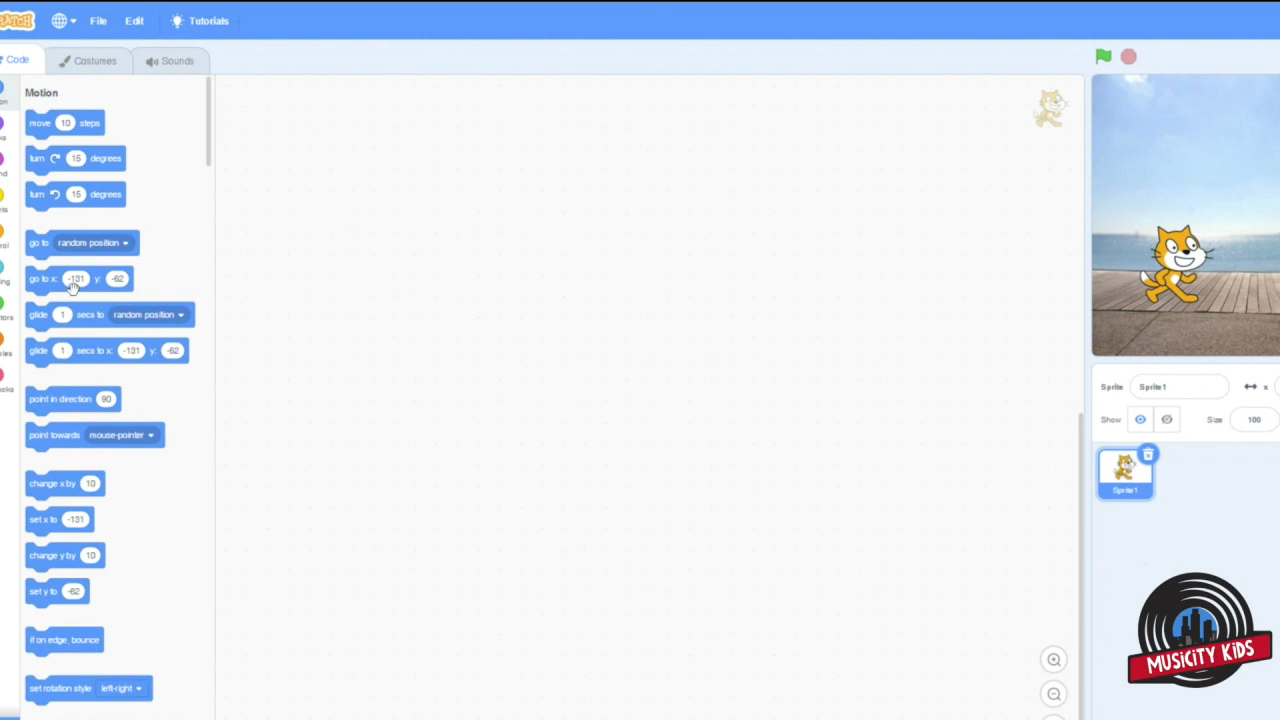 File Edit Tutorials
Code Costumes Sounds
Motion
move 10 steps
turn 15 degrees
turn 15 degrees
go to random position
go to x: -131 y: -62
glide 1 secs to random position
glide 1 secs to x: -131 y: -62
point in direction 90
point towards mouse-pointer
change x by 10
set x to -131
change y by 10
set y to -62
if on edge, bounce
set rotation style left-right
Sprite Sprite1 x
Show Size 100
Sprite1
MUSICITY KiDS